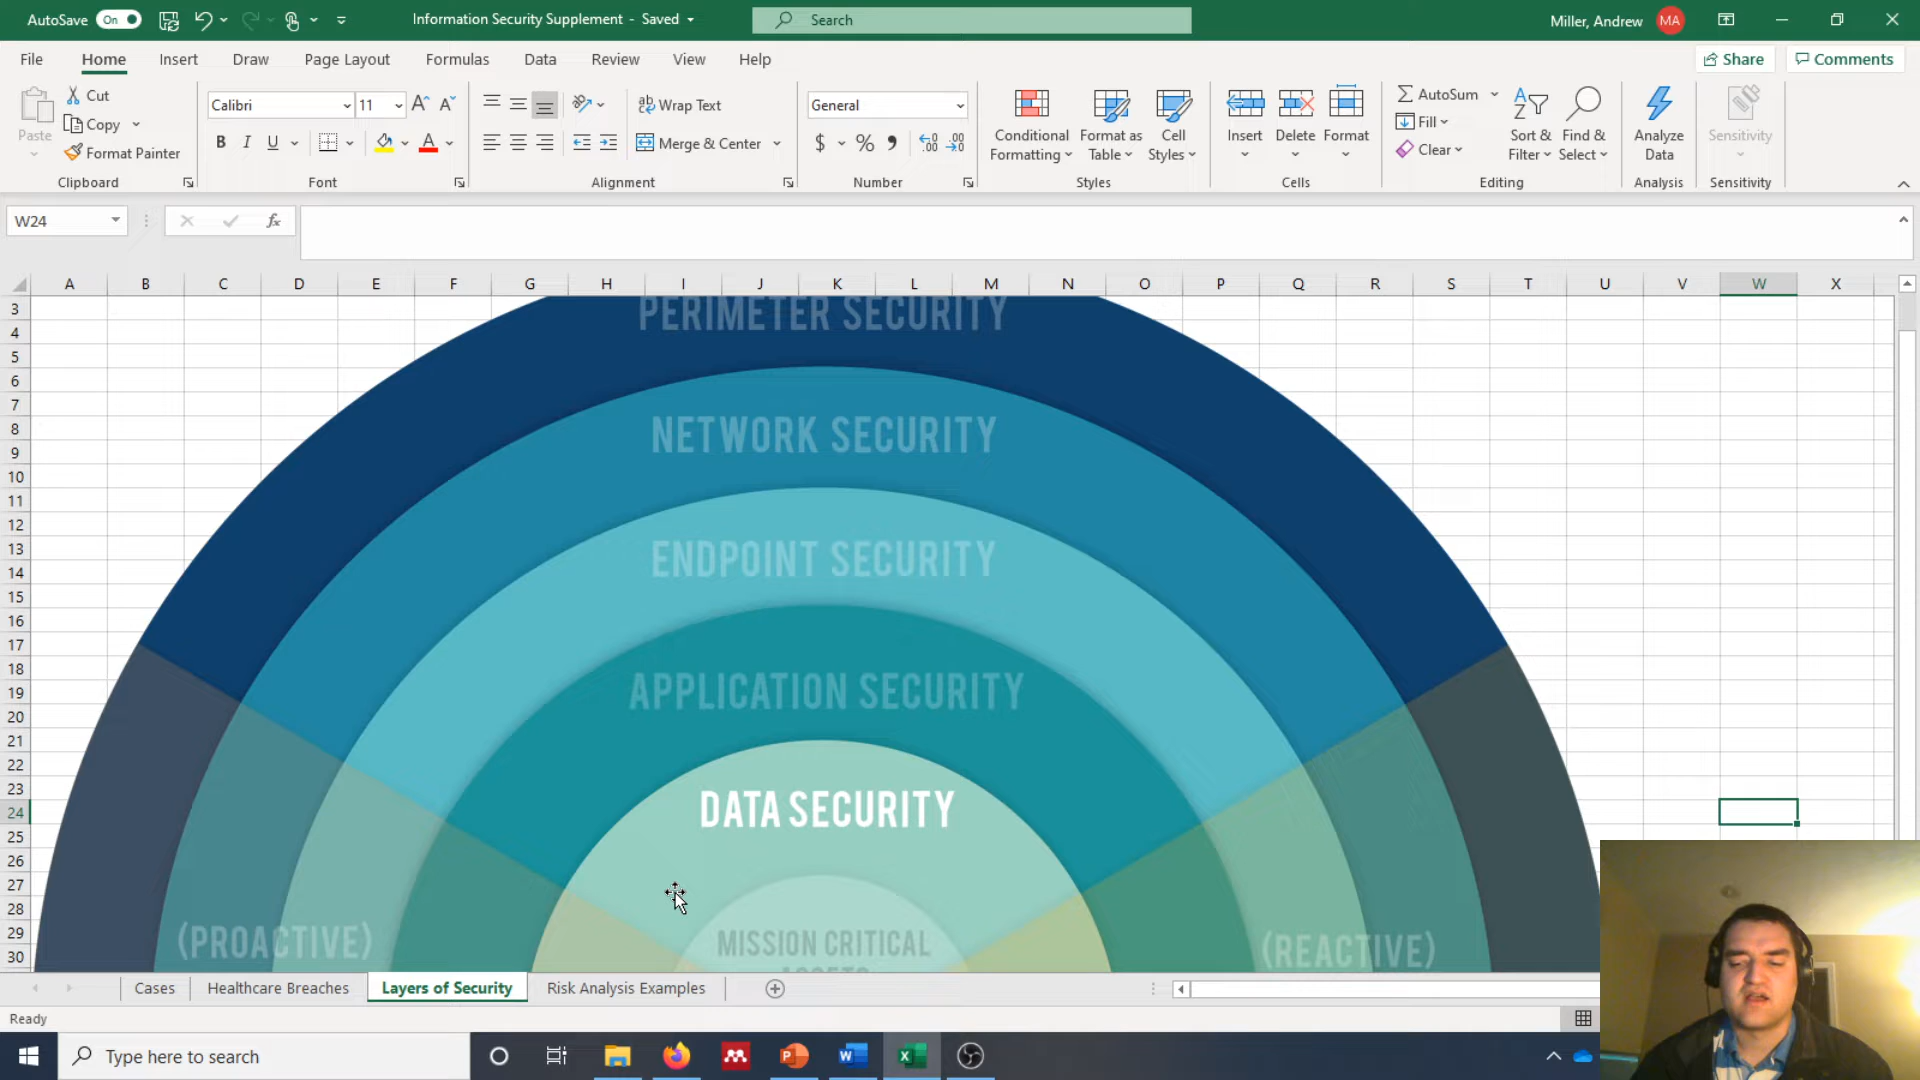 AutoSave On Information Security Supplement - Saved Search Miller, Andrew MA
File Home Insert Draw Page Layout Formulas Data Review View Help Share Comments
Paste Cut Copy Format Painter Clipboard
Calibri 11 B I U A Font
Wrap Text Merge & Center Alignment
General $ % Number
Conditional Formatting Format as Table Cell Styles Styles
Insert Delete Format Cells
AutoSum Fill Clear Sort & Filter Find & Select Editing
Analyze Data Analysis
Sensitivity Sensitivity
W24 fx
A B C D E F G H I J K L M N O P Q R S T U V W X
3
4
5
6
7
8
9
10
11
12
13
14
15
16
17
18
19
20
21
22
23
24
25
26
27
28
29
30
PERIMETER SECURITY
NETWORK SECURITY
ENDPOINT SECURITY
APPLICATION SECURITY
DATA SECURITY
(PROACTIVE) MISSION CRITICAL (REACTIVE)
ASSETS
Cases Healthcare Breaches Layers of Security Risk Analysis Examples
Ready
Type here to search